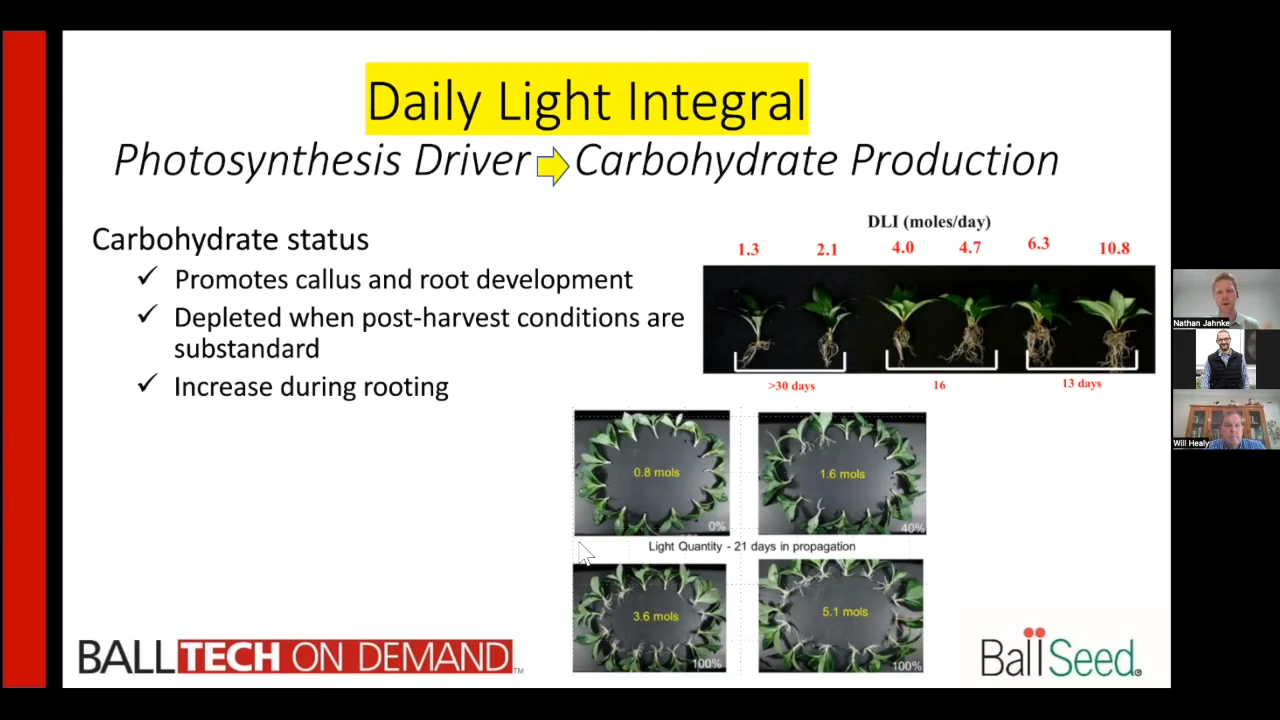 Daily Light Integral
Photosynthesis Driver Carbohydrate Production
Carbohydrate status
✓ Promotes callus and root development
✓ Depleted when post-harvest conditions are
substandard
✓ Increase during rooting
DLI (moles/day)
1.3 2.1 4.0 4.7 6.3 10.8
>30 days 16 13 days
0.8 mols 1.6 mols
0% 40%
Light Quantity - 21 days in propagation
3.6 mols 5.1 mols
100% 100%
BALL TECH ON DEMAND™
Ball Seed®
Nathan Jahnke
Will Healy